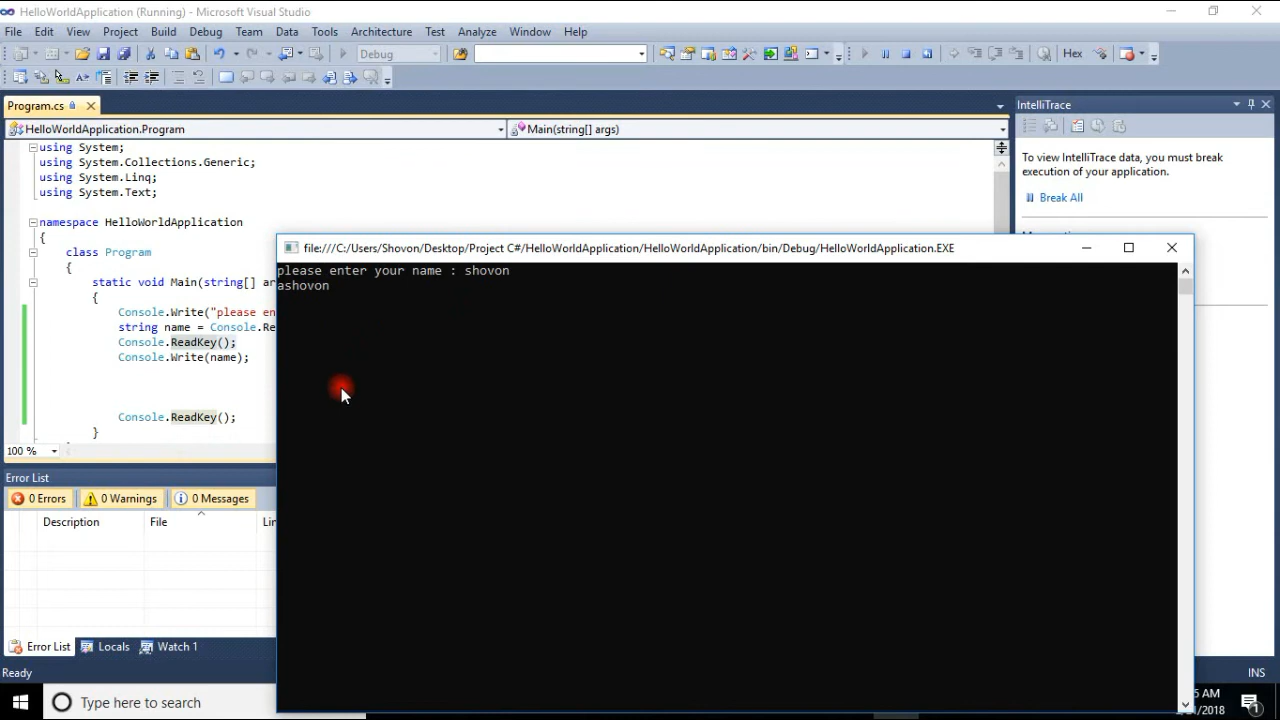 HelloWorldApplication (Running) - Microsoft Visual Studio
File Edit View Project Build Debug Team Data Tools Architecture Test Analyze Window Help
Debug Hex
Program.cs
IntelliTrace
HelloWorldApplication.Program Main(string[] args)
using System;
using System.Collections.Generic;
using System.Linq;
using System.Text;
To view IntelliTrace data, you must break
execution of your application.
Break All
namespace HelloWorldApplication
{
class Program
{
static void Main(string[] ar
{
Console.Write("please en
string name = Console.Re
Console.ReadKey();
Console.Write(name);
Console.ReadKey();
}
100 %
file:///C:/Users/Shovon/Desktop/Project C#/HelloWorldApplication/HelloWorldApplication/bin/Debug/HelloWorldApplication.EXE
please enter your name : shovon
ashovon
Error List
0 Errors 0 Warnings 0 Messages
Description File Lin
Error List Locals Watch 1
Ready INS
Type here to search
5 AM
/2018
1